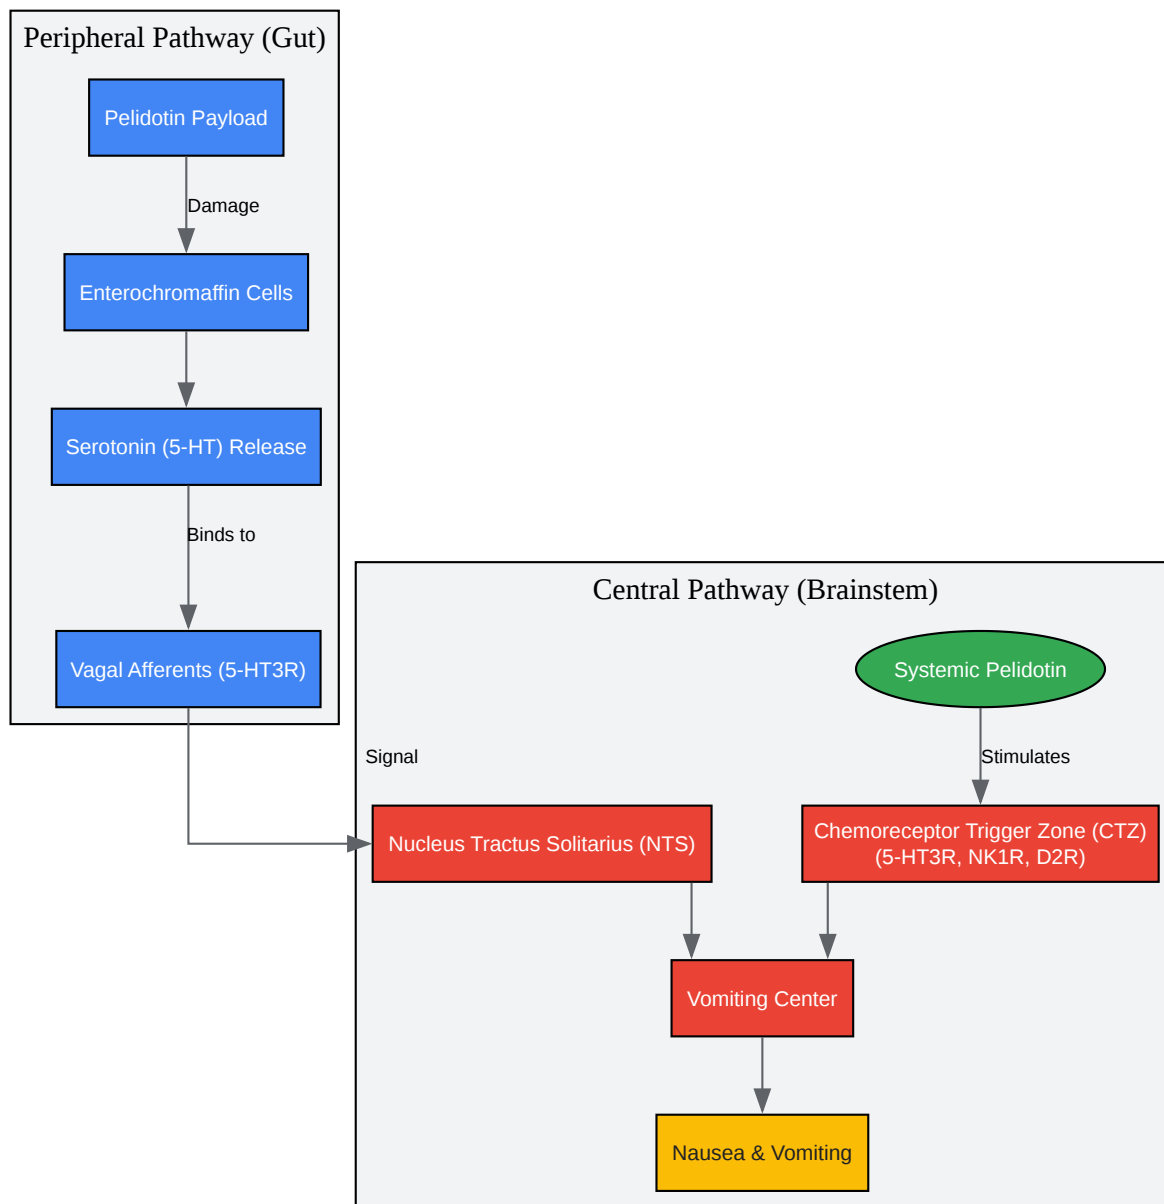 Peripheral Pathway (Gut)
Pelidotin Payload
Damage
Enterochromaffin Cells
Serotonin (5-HT) Release
Binds to
Vagal Afferents (5-HT3R)
Central Pathway (Brainstem)
Systemic Pelidotin
Signal
Stimulates
Nucleus Tractus Solitarius (NTS)
Chemoreceptor Trigger Zone (CTZ)
(5-HT3R, NK1R, D2R)
Vomiting Center
Nausea & Vomiting